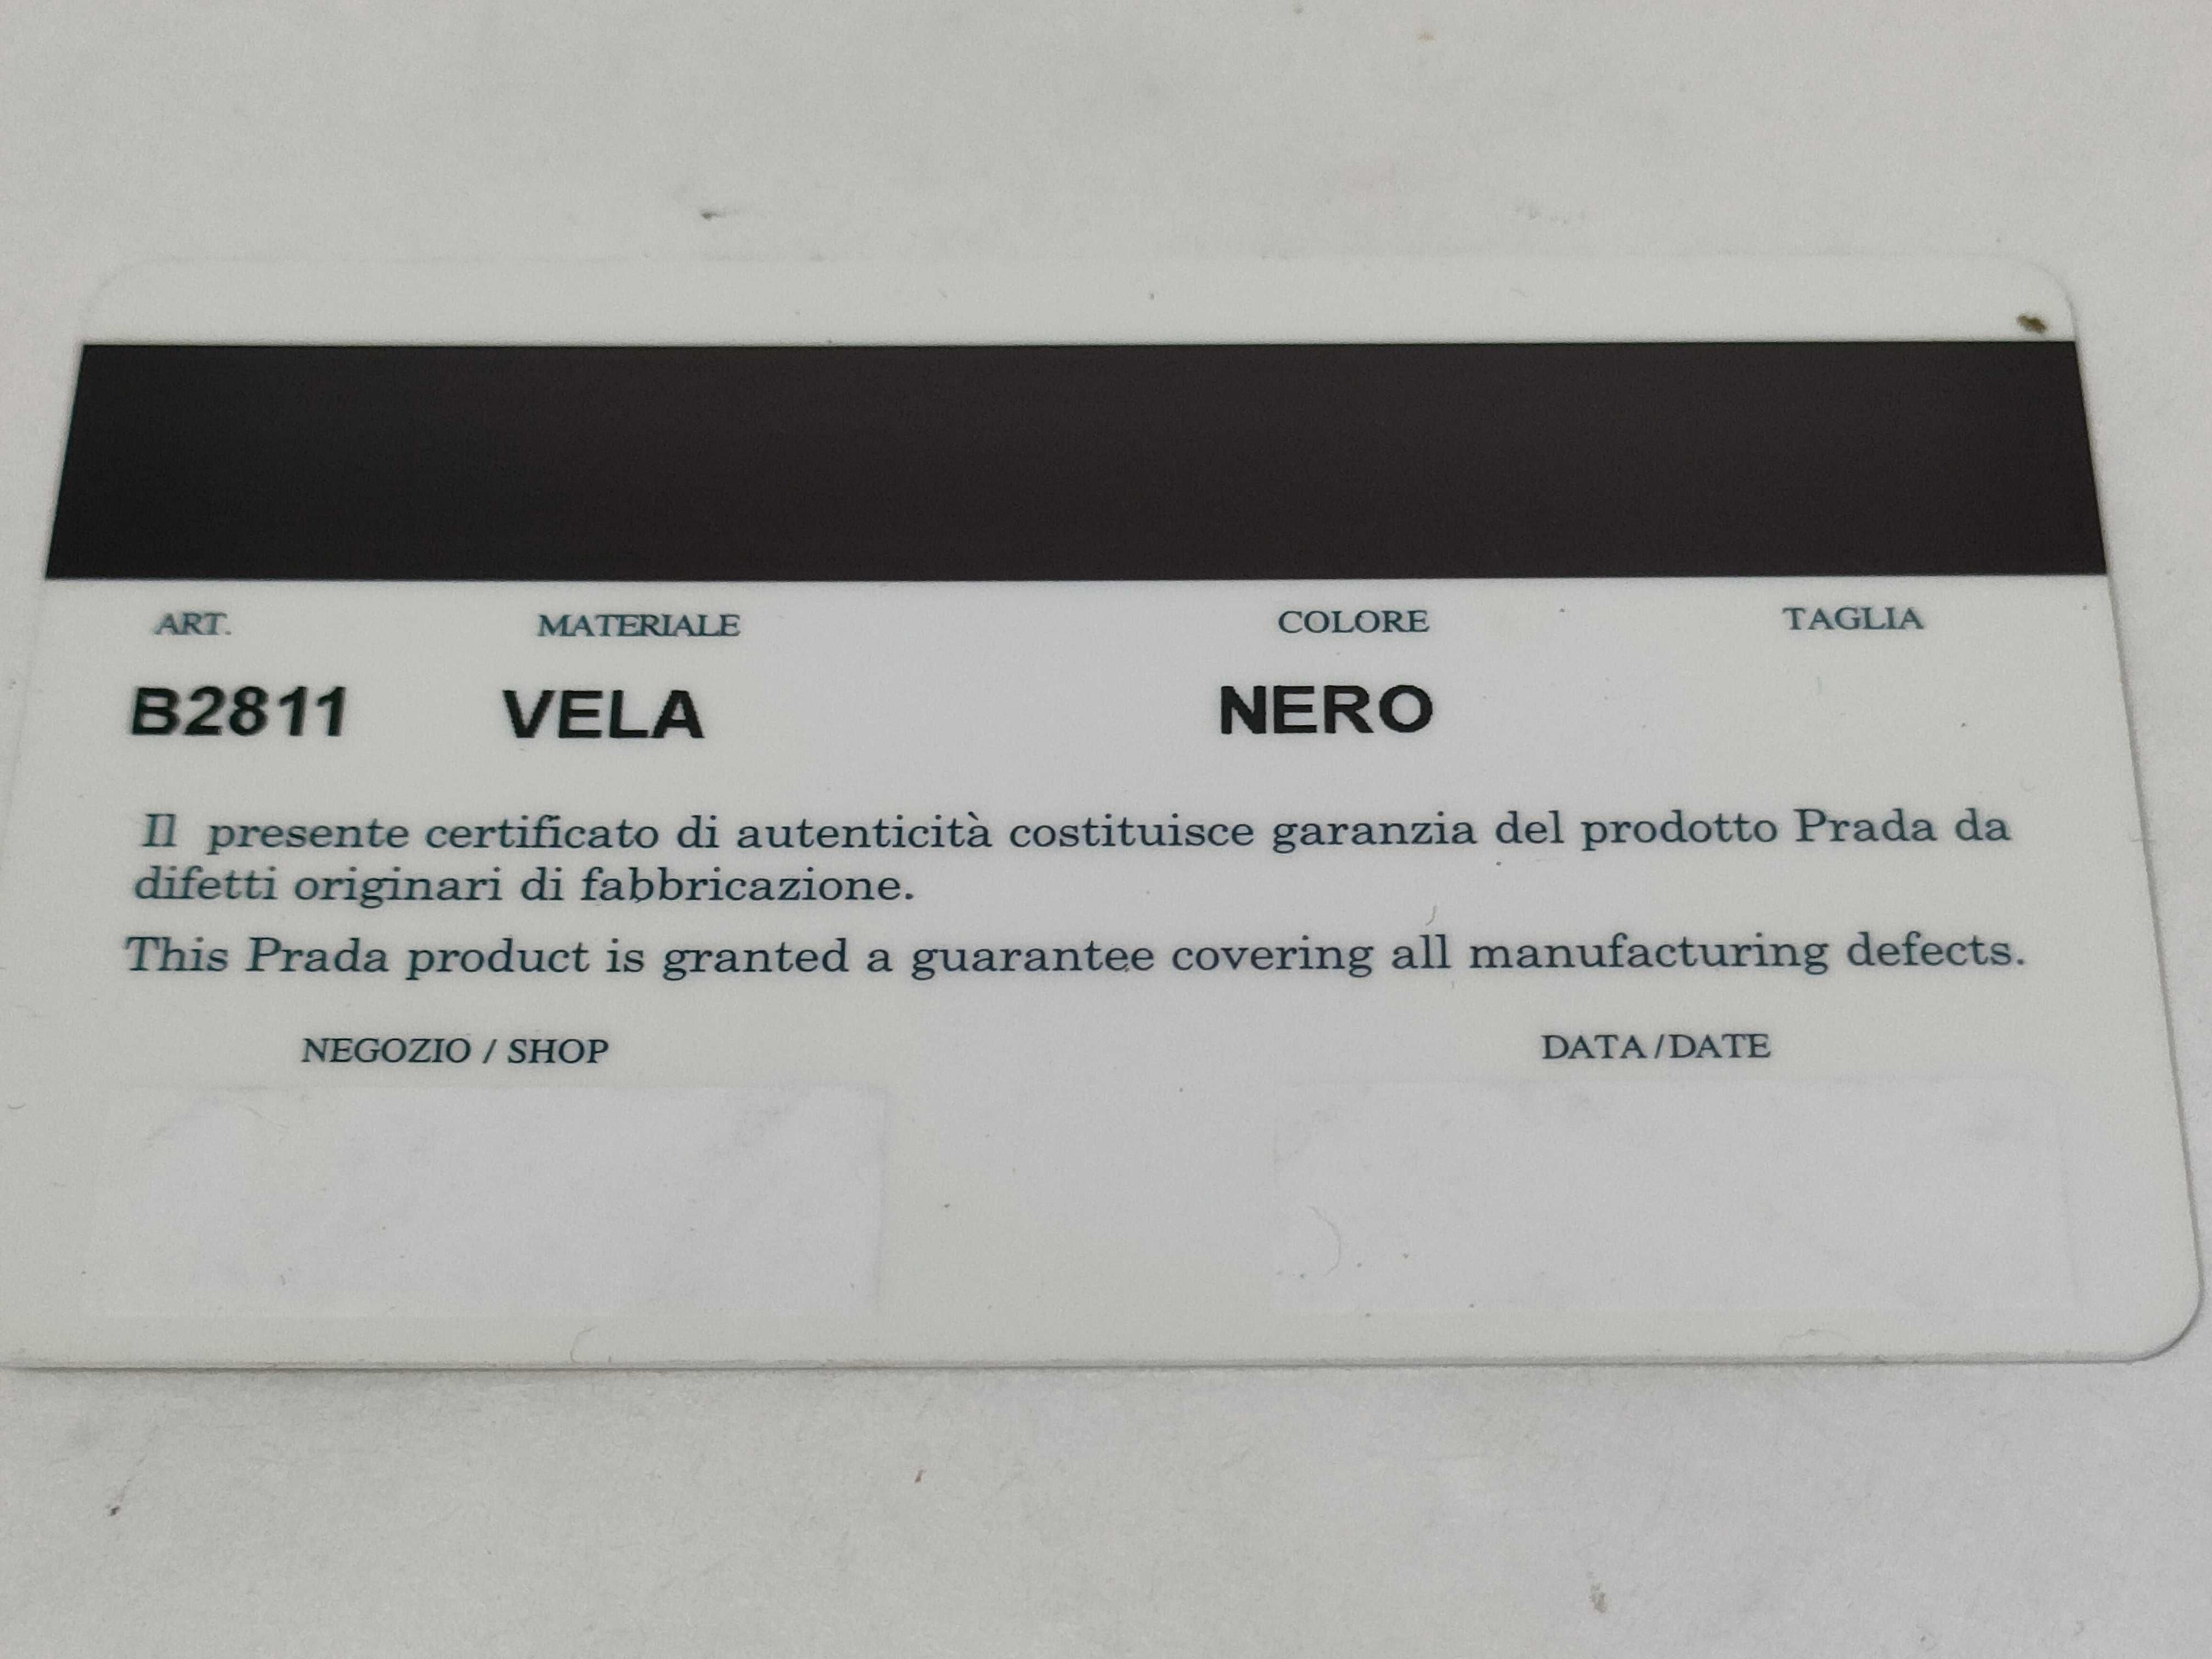 ART. MATERIALE COLORE TAGLIA
B2811 VELA NERO
Il presente certificato di autenticità costituisce garanzia del prodotto Prada da
difetti originari di fabbricazione.
This Prada product is granted a guarantee covering all manufacturing defects.
NEGOZIO / SHOP DATA/DATE